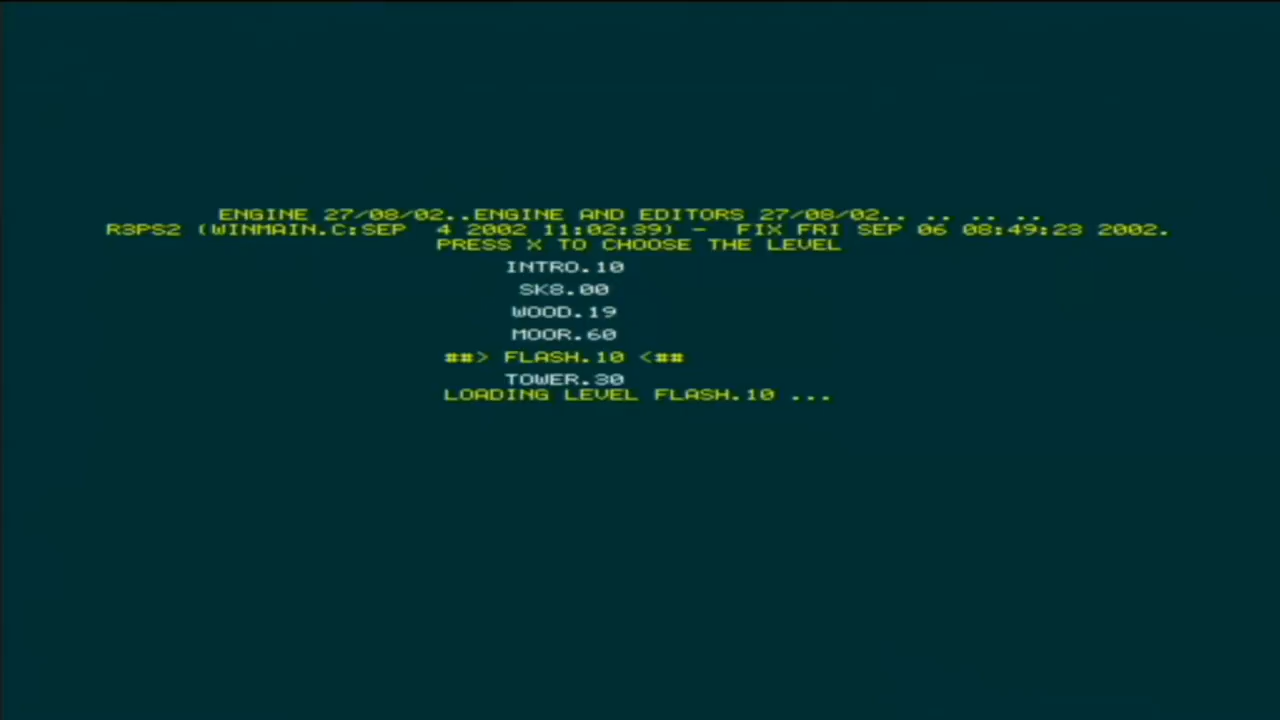 ENGINE 27/08/02..ENGINE AND EDITORS 27/08/02.. .. .. ..
R3PS2 (WINMAIN.C:SEP  4 2002 11:02:39) -  FIX FRI SEP 06 08:49:23 2002.
PRESS X TO CHOOSE THE LEVEL
INTRO.10
SK8.00
WOOD.19
MOOR.60
##> FLASH.10 <##
TOWER.30
LOADING LEVEL FLASH.10 ...